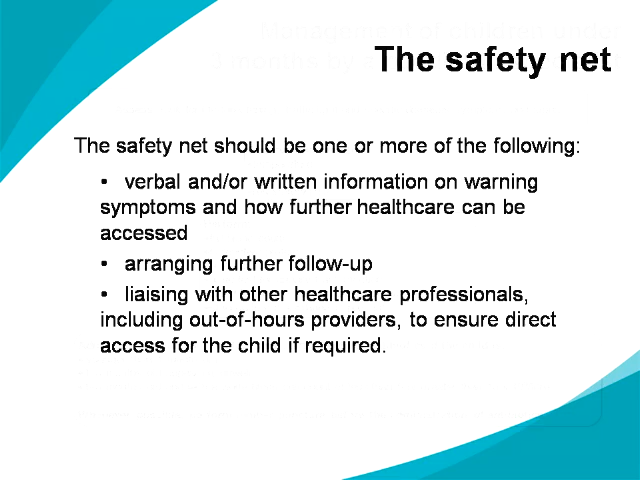 The safety net
The safety net should be one or more of the following:
• verbal and/or written information on warning
symptoms and how further healthcare can be
accessed
• arranging further follow-up
• liaising with other healthcare professionals,
including out-of-hours providers, to ensure direct
access for the child if required.